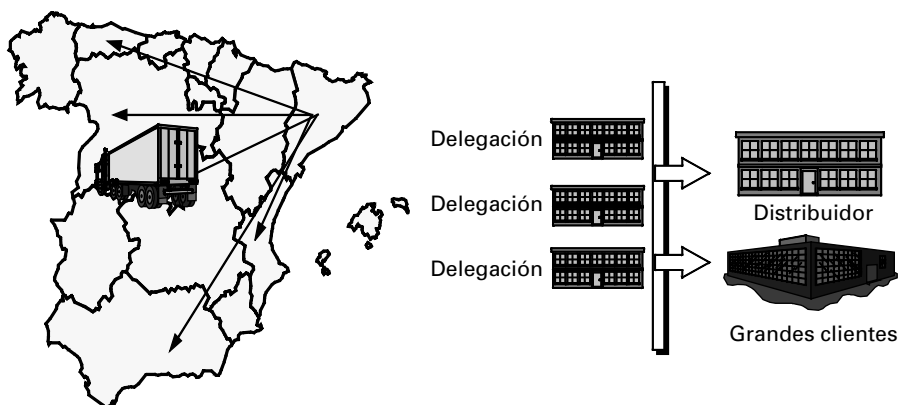 Delegación
Delegación
Delegación
Distribuidor
Grandes clientes